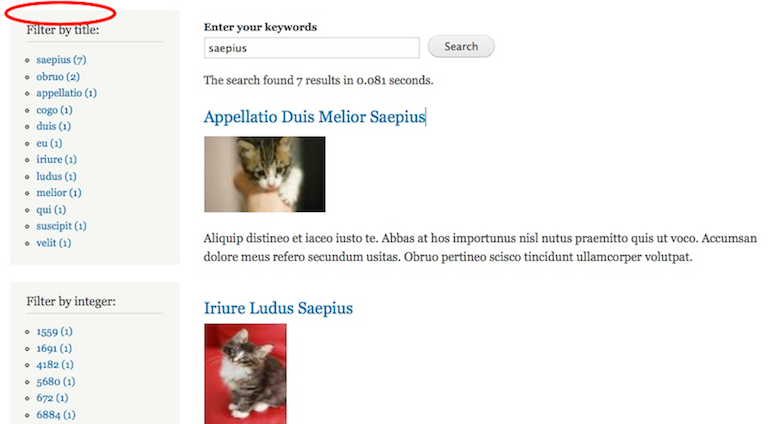 Filter by title:
saepius (7)
obruo (2)
appellatio (1)
cogo (1)
duis (1)
eu (1)
iriure (1)
ludus (1)
melior (1)
qui (1)
suscipit (1)
velit (1)
Filter by integer:
1559 (1)
1691 (1)
4182 (1)
5680 (1)
672 (1)
6884 (1)
Enter your keywords
saepius
Search
The search found 7 results in 0.081 seconds.
Appellatio Duis Melior Saepius
Aliquip distineo et iaceo iusto te. Abbas at hos importunus nisl nutus praemitto quis ut voco. Accumsan
dolore meus refero secundum usitas. Obruo pertineo scisco tincidunt ullamcorper volutpat.
Iriure Ludus Saepius